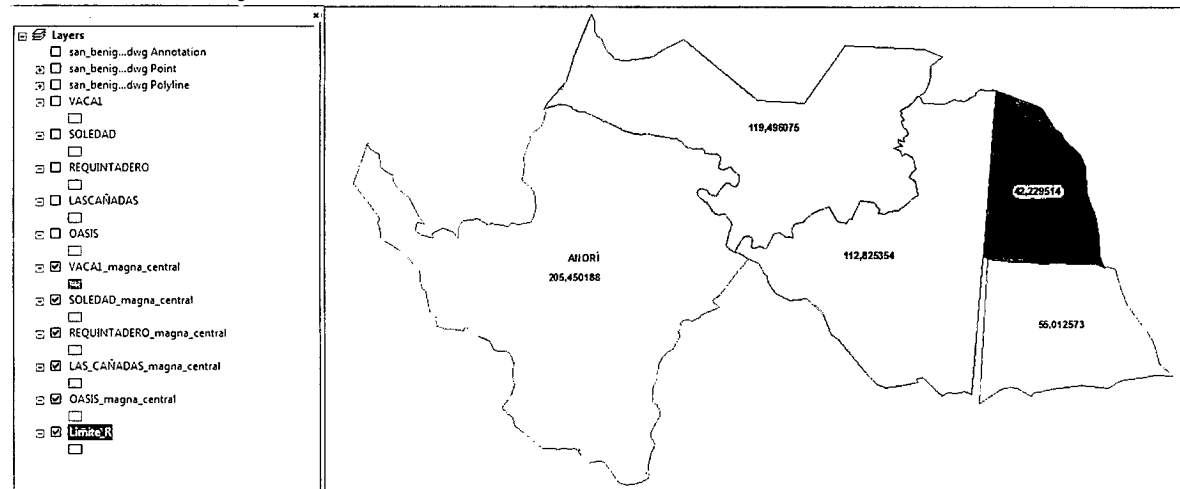 Layers
san_benig...dwg Annotation
san_benig...dwg Point
san_benig...dwg Polyline
VACA1
SOLEDAD
REQUINTADERO
LASCAÑADAS
OASIS
VACA1_magna_central
SOLEDAD_magna_central
REQUINTADERO_magna_central
LAS_CAÑADAS_magna_central
OASIS_magna_central
Limite_R
119,496075
42,229514
ANORÍ
205,450188
112,825354
55,012573